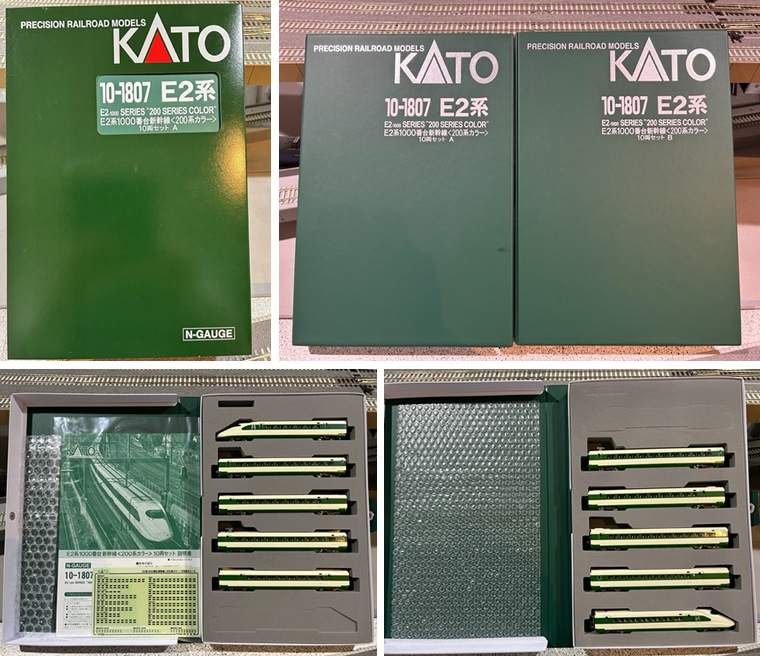 PRECISION RAILROAD MODELS
KATO
10-1807 E2系
E2-1000 SERIES "200 SERIES COLOR"
E2系1000番台新幹線<200系カラー>
10両セット A
N-GAUGE
PRECISION RAILROAD MODELS
KATO
10-1807 E2系
E2-1000 SERIES "200 SERIES COLOR"
E2系1000番台新幹線<200系カラー>
10両セット A
PRECISION RAILROAD MODELS
KATO
10-1807 E2系
E2-1000 SERIES "200 SERIES COLOR"
E2系1000番台新幹線<200系カラー>
10両セット B
KATO
E2系1000番台新幹線<200系カラー> 10両セット 説明書
N-GAUGE
10-1807